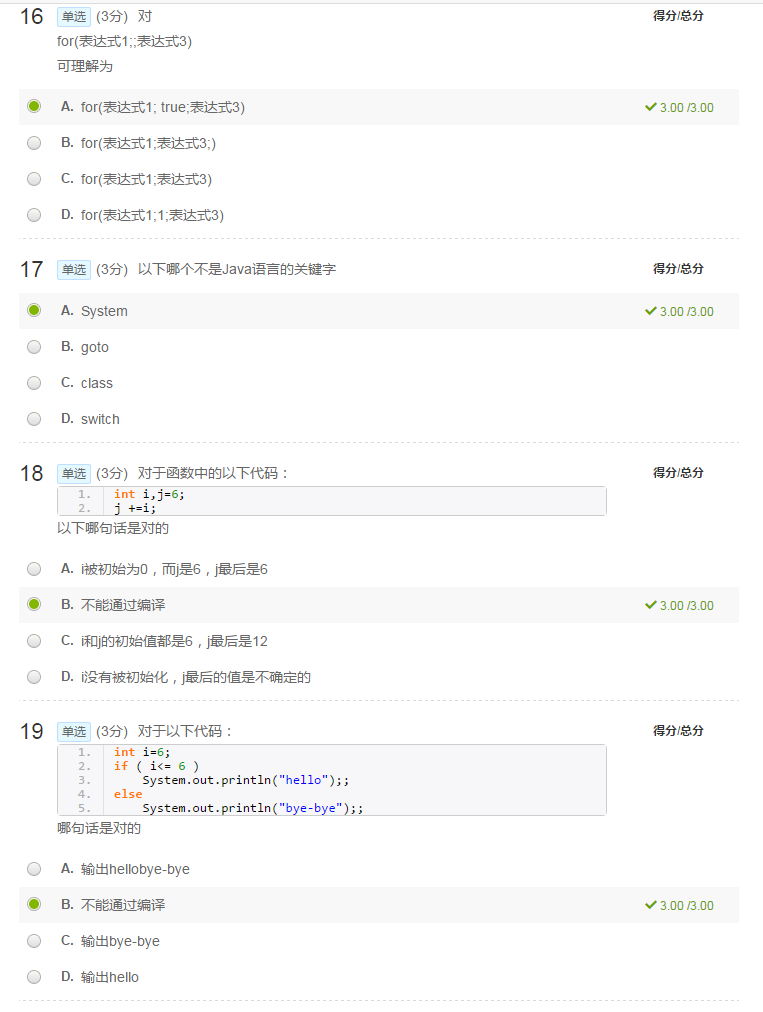 16 单选 (3分) 对 得分/总分
for(表达式1;;表达式3)
可理解为
A. for(表达式1; true;表达式3) 3.00 /3.00
B. for(表达式1;表达式3;)
C. for(表达式1;表达式3)
D. for(表达式1;1;表达式3)
17 单选 (3分) 以下哪个不是Java语言的关键字 得分/总分
A. System 3.00 /3.00
B. goto
C. class
D. switch
18 单选 (3分) 对于函数中的以下代码： 得分/总分
1. int i,j=6;
2. j +=i;
以下哪句话是对的
A. i被初始为0，而j是6，j最后是6
B. 不能通过编译 3.00 /3.00
C. i和j的初始值都是6，j最后是12
D. i没有被初始化，j最后的值是不确定的
19 单选 (3分) 对于以下代码： 得分/总分
1. int i=6;
2. if ( i<= 6 )
3. System.out.println("hello");;
4. else
5. System.out.println("bye-bye");;
哪句话是对的
A. 输出hellobye-bye
B. 不能通过编译 3.00 /3.00
C. 输出bye-bye
D. 输出hello